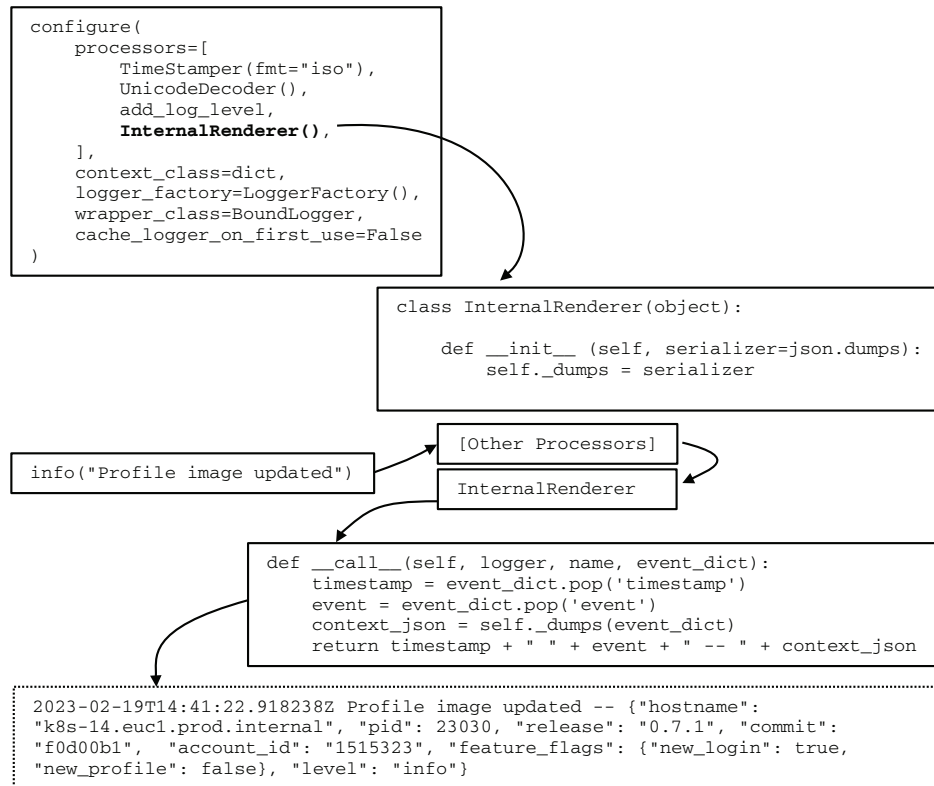 configure(
    processors=[
        TimeStamper(fmt="iso"),
        UnicodeDecoder(),
        add_log_level,
        InternalRenderer(),
    ],
    context_class=dict,
    logger_factory=LoggerFactory(),
    wrapper_class=BoundLogger,
    cache_logger_on_first_use=False
)
class InternalRenderer(object):
    def __init__ (self, serializer=json.dumps):
        self._dumps = serializer
info("Profile image updated")
[Other Processors]
InternalRenderer
def __call__(self, logger, name, event_dict):
    timestamp = event_dict.pop('timestamp')
    event = event_dict.pop('event')
    context_json = self._dumps(event_dict)
    return timestamp + " " + event + " -- " + context_json
2023-02-19T14:41:22.918238Z Profile image updated -- {"hostname":
"k8s-14.euc1.prod.internal", "pid": 23030, "release": "0.7.1", "commit":
"f0d00b1",  "account_id": "1515323", "feature_flags": {"new_login": true,
"new_profile": false}, "level": "info"}